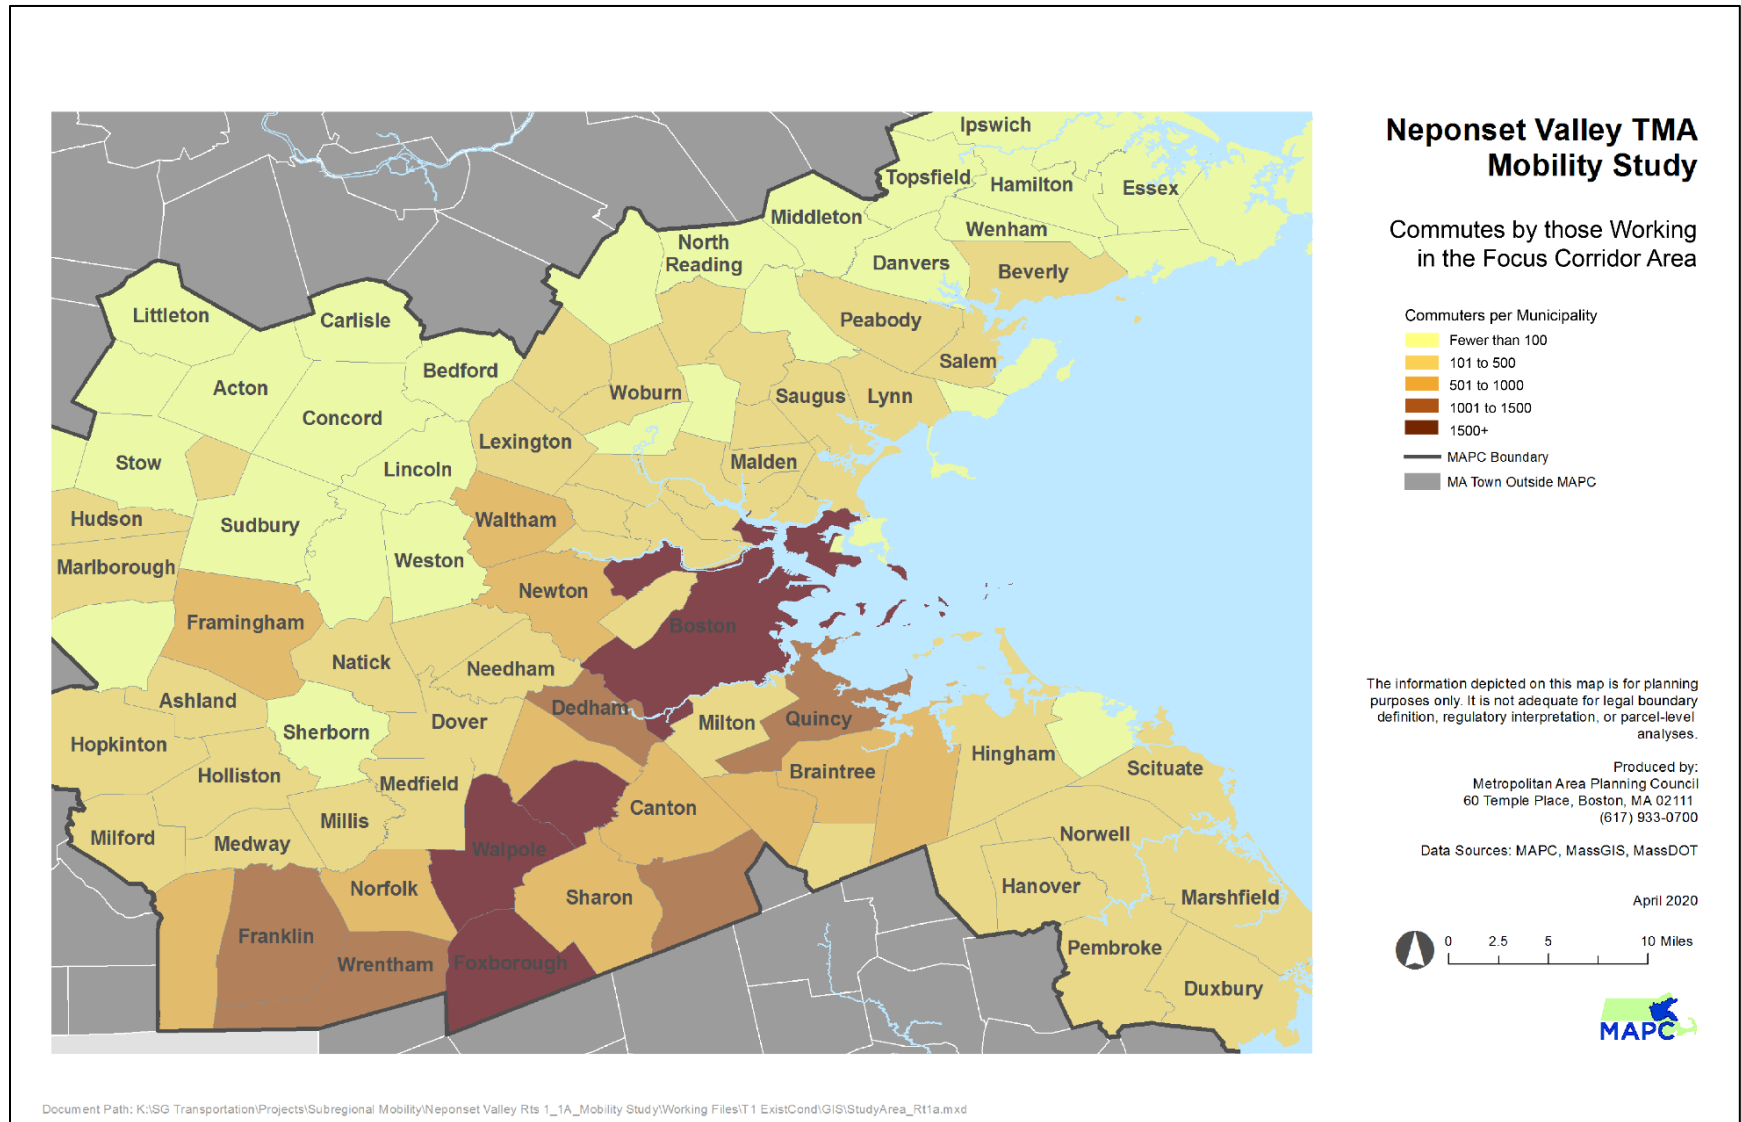 Neponset Valley TMA
Mobility Study
Commutes by those Working
in the Focus Corridor Area
Commuters per Municipality
Fewer than 100
101 to 500
501 to 1000
1001 to 1500
1500+
MAPC Boundary
MA Town Outside MAPC
Ipswich
Topsfield
Hamilton
Essex
Middleton
Wenham
North
Reading
Danvers
Beverly
Littleton
Carlisle
Peabody
Bedford
Salem
Acton
Woburn
Saugus
Lynn
Concord
Lexington
Stow
Lincoln
Malden
Hudson
Sudbury
Waltham
Marlborough
Weston
Newton
Framingham
Boston
Natick
Needham
Ashland
Dedham
Sherborn
Dover
Milton
Quincy
Hopkinton
Hingham
Holliston
Medfield
Braintree
Scituate
Canton
Millis
Milford
Medway
Walpole
Norwell
Norfolk
Sharon
Hanover
Marshfield
Franklin
Wrentham
Foxborough
Pembroke
Duxbury
The information depicted on this map is for planning
purposes only. It is not adequate for legal boundary
definition, regulatory interpretation, or parcel-level
analyses.
Produced by:
Metropolitan Area Planning Council
60 Temple Place, Boston, MA 02111
(617) 933-0700
Data Sources: MAPC, MassGIS, MassDOT
April 2020
0 2.5 5 10 Miles
MAPC
Document Path: K:\SG Transportation\Projects\Subregional Mobility\Neponset Valley Rts 1_1A_Mobility Study\Working Files\T1 ExistCond\GIS\StudyArea_Rt1a.mxd